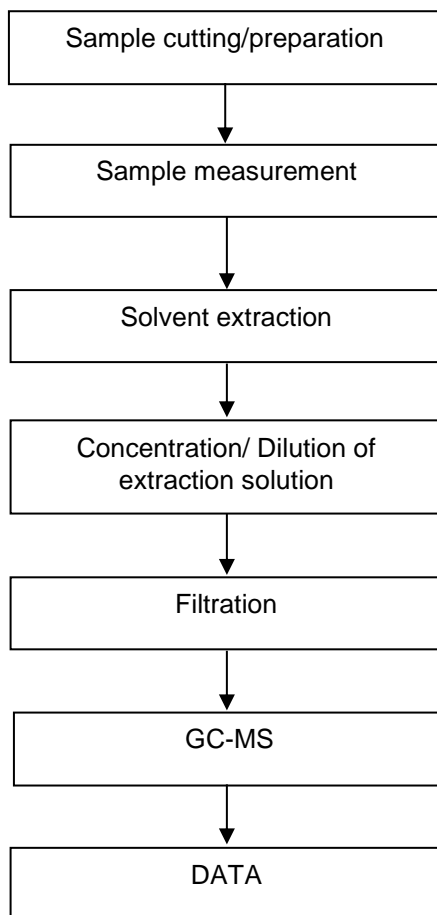 Sample cutting/preparation
Sample measurement
Solvent extraction
Concentration/ Dilution of
extraction solution
Filtration
GC-MS
DATA